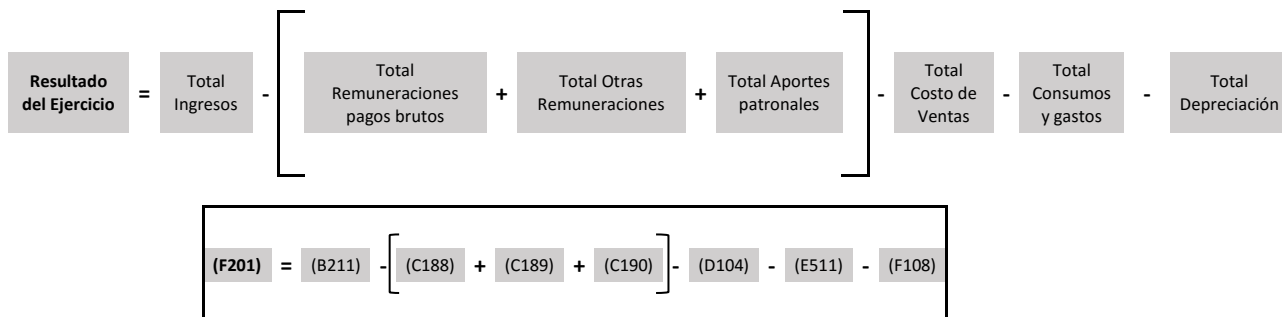 Resultado del Ejercicio = Total Ingresos - [ Total Remuneraciones pagos brutos + Total Otras Remuneraciones + Total Aportes patronales ] - Total Costo de Ventas - Total Consumos y gastos - Total Depreciación
(F201) = (B211) - [ (C188) + (C189) + (C190) ] - (D104) - (E511) - (F108)